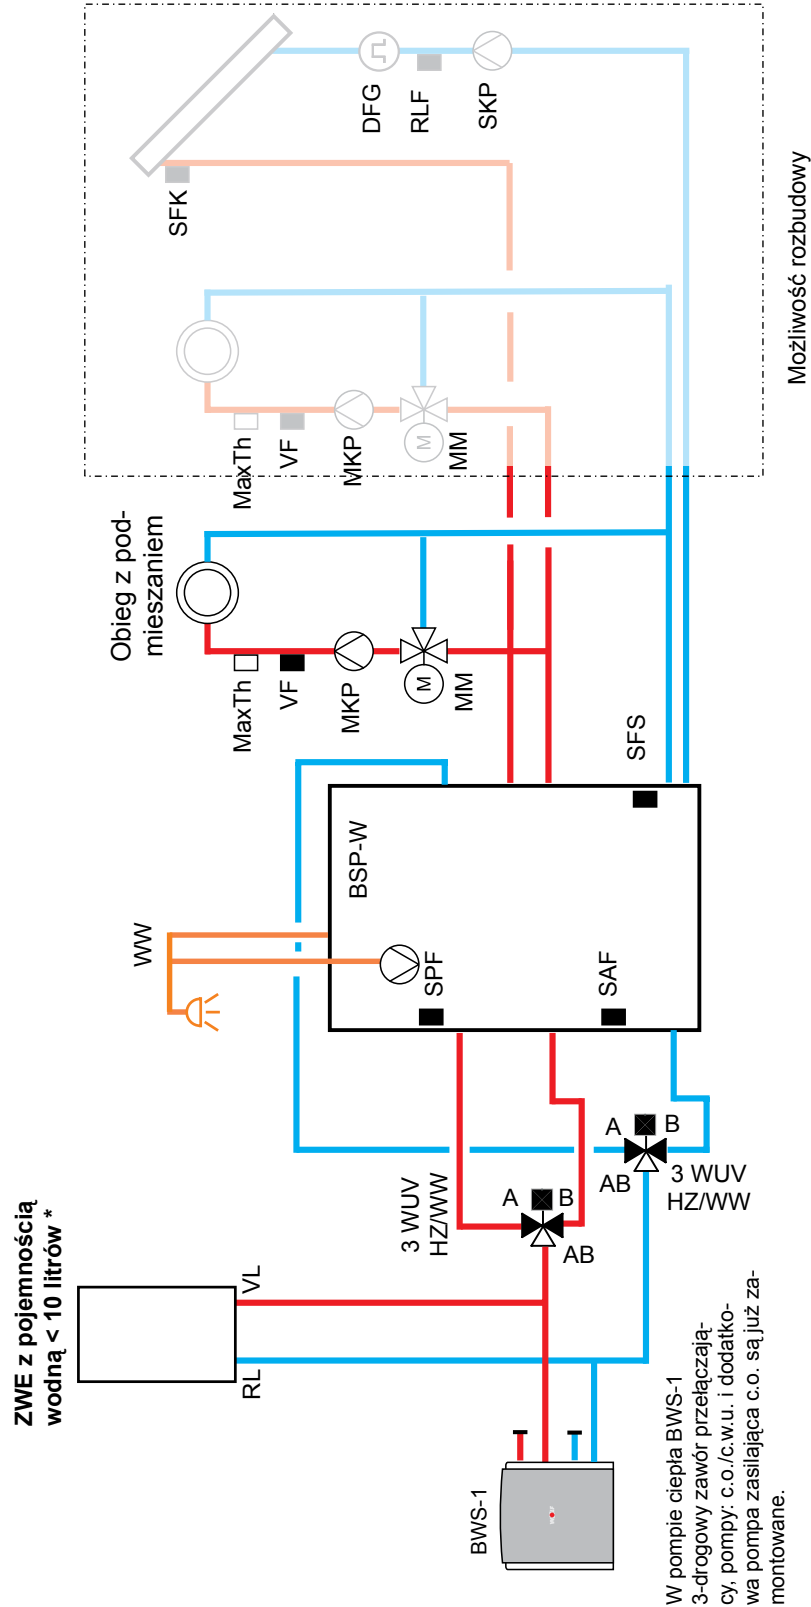 ZWE z pojemnością
wodną < 10 litrów *
RL
VL
WW
Obieg z pod-
mieszaniem
MaxTh
VF
MKP
M
MM
MaxTh
VF
MKP
M
MM
SFK
DFG
RLF
SKP
Możliwość rozbudowy
BSP-W
SPF
SAF
SFS
3 WUV
HZ/WW
A
B
AB
A
B
AB
3 WUV
HZ/WW
BWS-1
W pompie ciepła BWS-1
3-drogowy zawór przełączają-
cy, pompy: c.o./c.w.u. i dodatko-
wa pompa zasilająca c.o. są już za-
montowane.